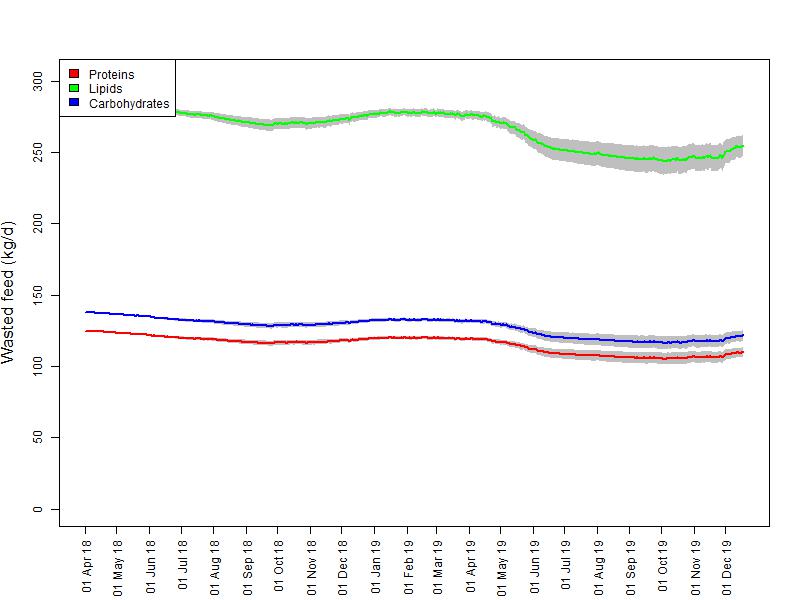 Proteins
Lipids
Carbohydrates
Wasted feed (kg/d)
300
250
200
150
100
50
0
01 Apr 18
01 May 18
01 Jun 18
01 Jul 18
01 Aug 18
01 Sep 18
01 Oct 18
01 Nov 18
01 Dec 18
01 Jan 19
01 Feb 19
01 Mar 19
01 Apr 19
01 May 19
01 Jun 19
01 Jul 19
01 Aug 19
01 Sep 19
01 Oct 19
01 Nov 19
01 Dec 19